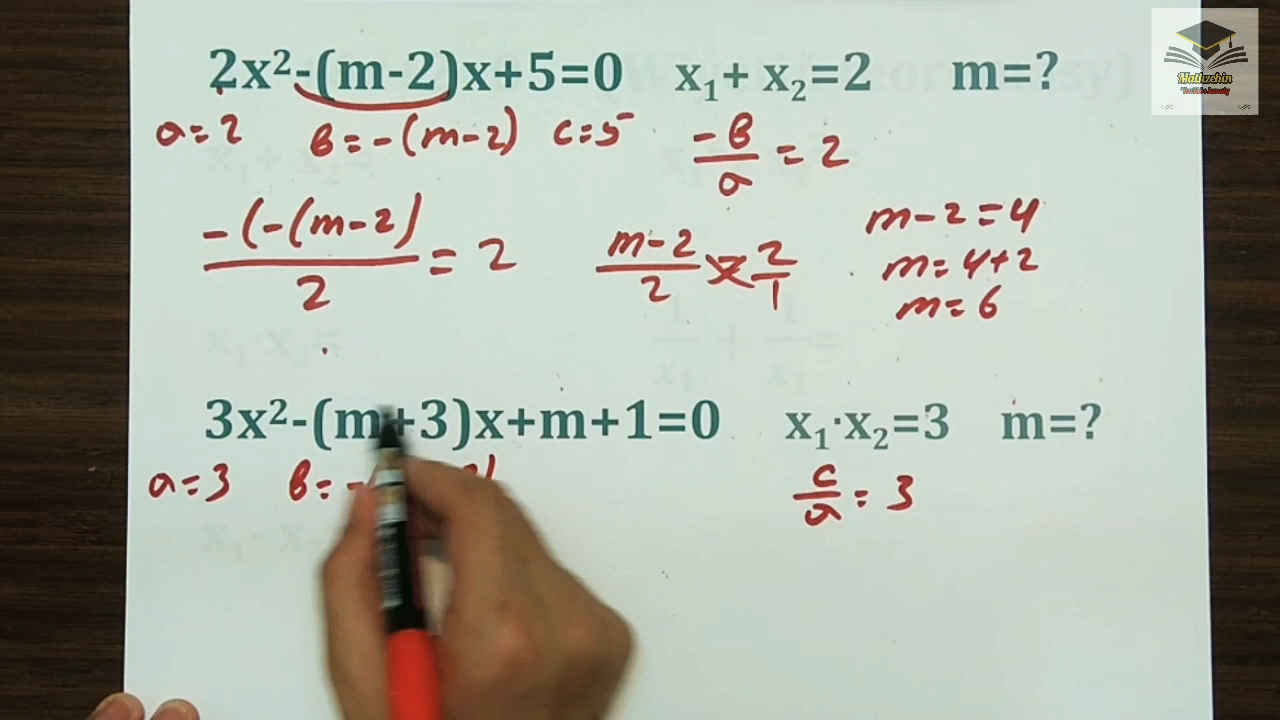 2x²-(m-2)x+5=0 x₁+ x₂=2 m=?
a=2 b=-(m-2) c=5 -b/a = 2
-(-(m-2)/2 = 2 m-2/2 = 2/1 m-2=4
m=4+2
m=6
3x²-(m+3)x+m+1=0 x₁·x₂=3 m=?
a=3 b=- c/a = 3
Mathzebin